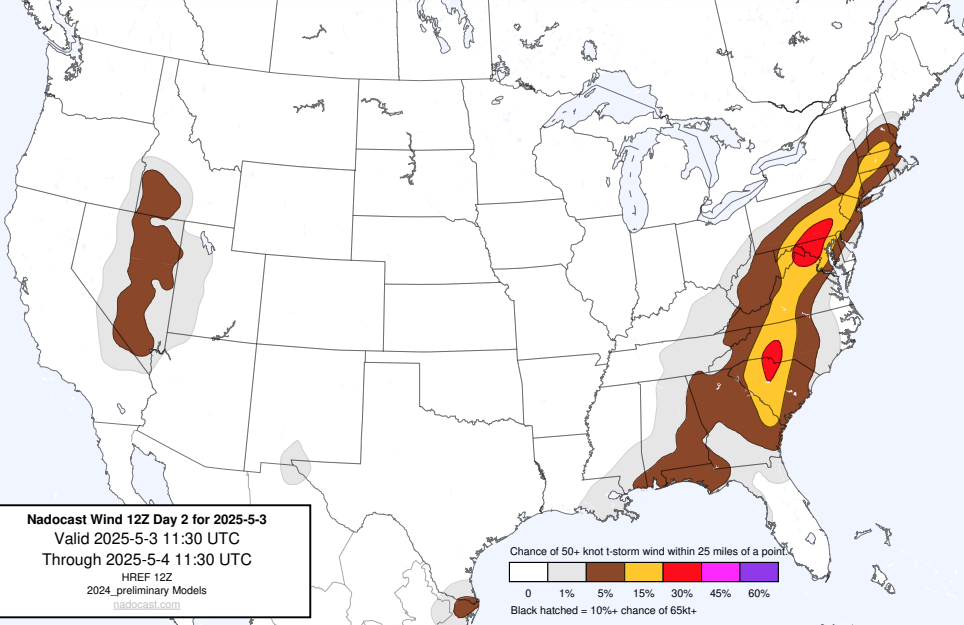 Nadocast Wind 12Z Day 2 for 2025-5-3
Valid 2025-5-3 11:30 UTC
Through 2025-5-4 11:30 UTC
HREF 12Z
2024_preliminary Models
nadocast.com
Chance of 50+ knot t-storm wind within 25 miles of a point.
0 1% 5% 15% 30% 45% 60%
Black hatched = 10%+ chance of 65kt+